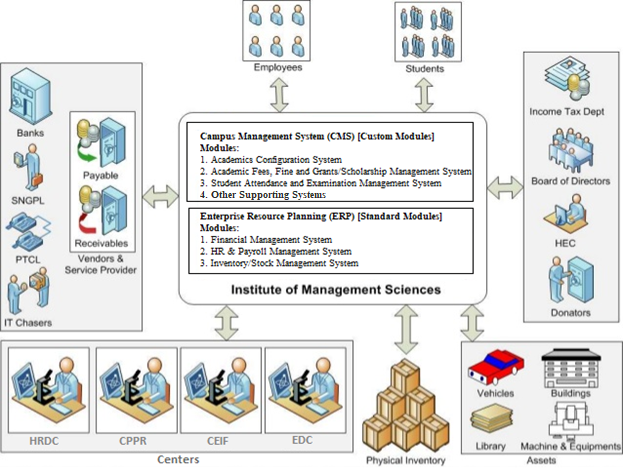 Employees
Students
Banks
SNGPL
PTCL
IT Chasers
Payable
Receivables
Vendors &
Service Provider
Campus Management System (CMS) [Custom Modules]
Modules:
1. Academics Configuration System
2. Academic Fees, Fine and Grants/Scholarship Management System
3. Student Attendance and Examination Management System
4. Other Supporting Systems
Enterprise Resource Planning (ERP) [Standard Modules]
Modules:
1. Financial Management System
2. HR & Payroll Management System
3. Inventory/Stock Management System
Institute of Management Sciences
Income Tax Dept
Board of Directors
HEC
Donators
HRDC
CPPR
CEIF
EDC
Centers
Physical Inventory
Vehicles
Buildings
Library
Machine & Equipments
Assets